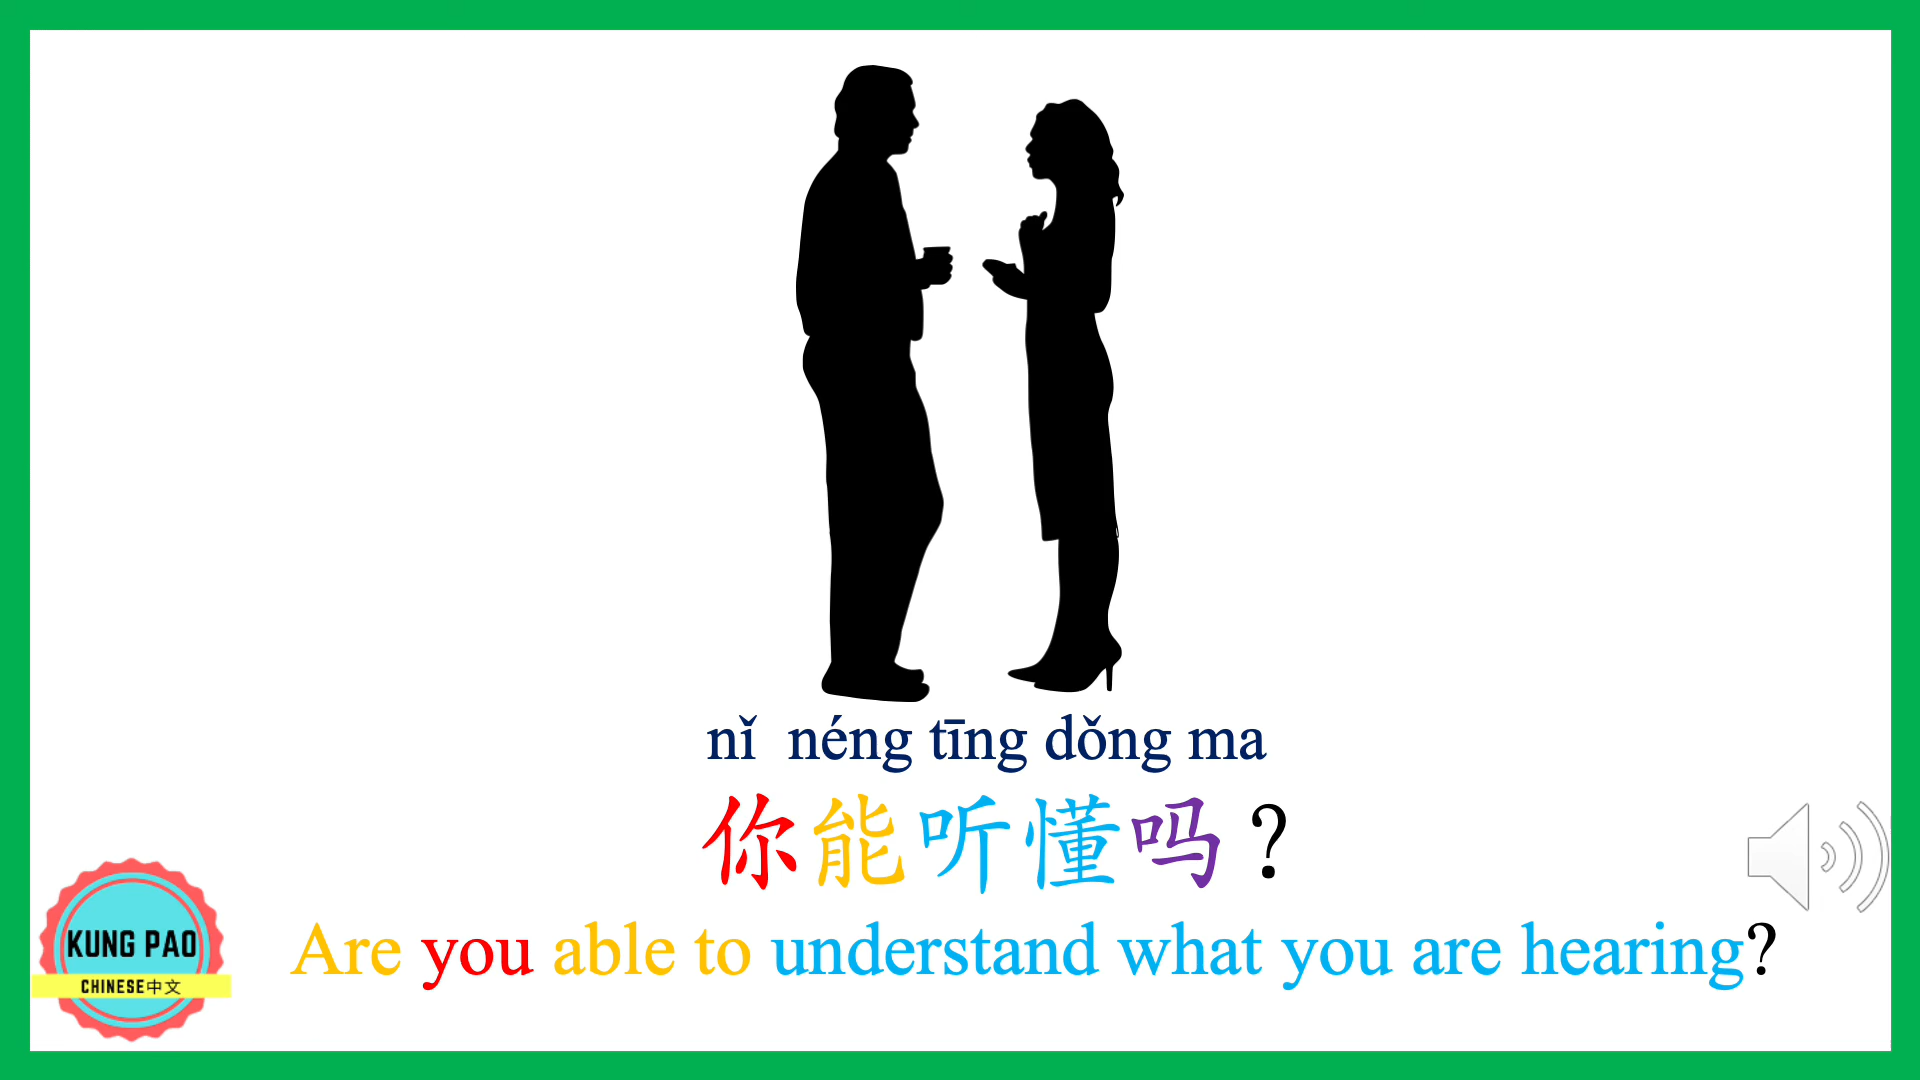 nǐ néng tīng dǒng ma
你能听懂吗？
Are you able to understand what you are hearing?
KUNG PAO
CHINESE中文